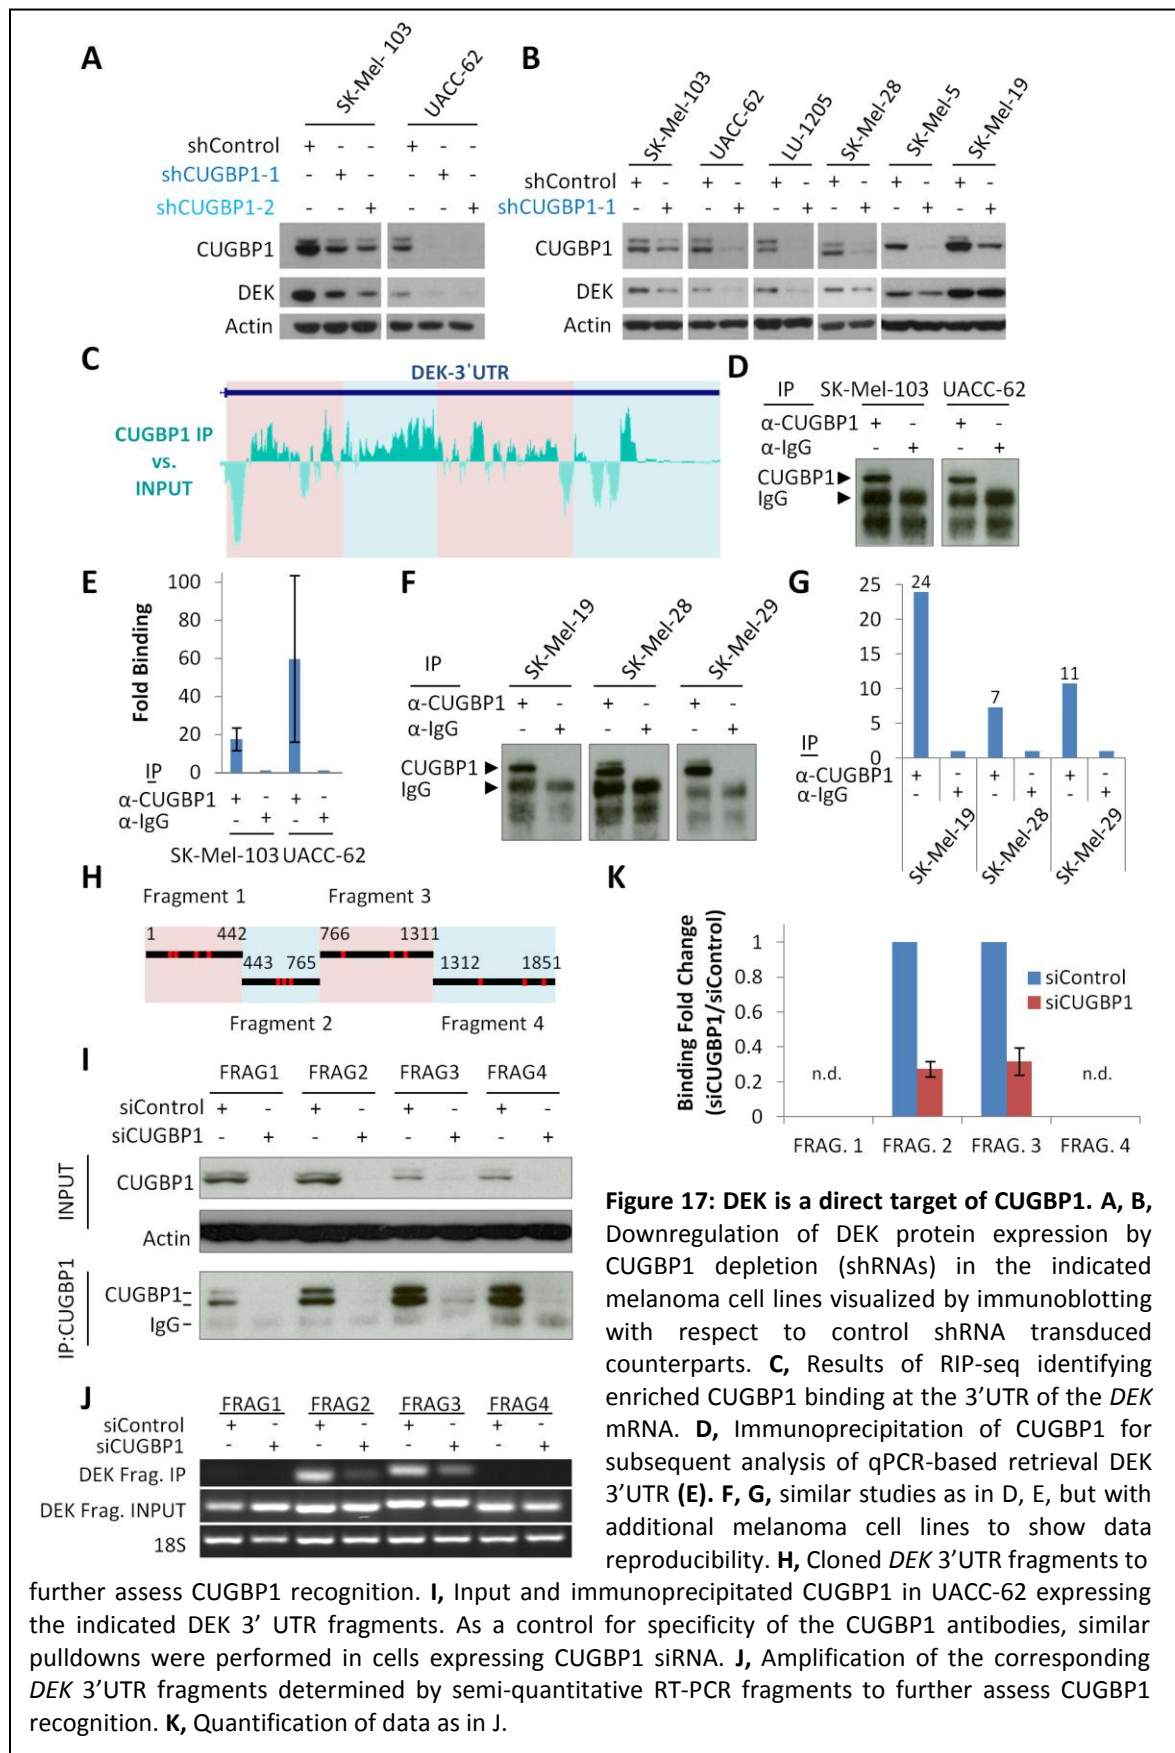 A
SK-Mel- 103
UACC-62
shControl + - - + - -
shCUGBP1-1 - + - - + -
shCUGBP1-2 - - + - - +
CUGBP1
DEK
Actin
B
SK-Mel-103
UACC-62
LU-1205
SK-Mel-28
SK-Mel-5
SK-Mel-19
shControl + - + - + - + - + - + -
shCUGBP1-1 - + - + - + - + - + - +
CUGBP1
DEK
Actin
C
DEK-3'UTR
CUGBP1 IP
vs.
INPUT
D
IP SK-Mel-103 UACC-62
α-CUGBP1 + - + -
α-IgG - + - +
CUGBP1
IgG
E
Fold Binding
100
80
60
40
20
0
IP
α-CUGBP1 + - + -
α-IgG - + - +
SK-Mel-103 UACC-62
F
SK-Mel-19
SK-Mel-28
SK-Mel-29
IP
α-CUGBP1 + - + - + -
α-IgG - + - + - +
CUGBP1
IgG
G
25
20
15
10
5
0
24
7
11
IP
α-CUGBP1 + - + - + -
α-IgG - + - + - +
SK-Mel-19
SK-Mel-28
SK-Mel-29
H
Fragment 1 Fragment 3
1 442 766 1311
443 765 1312 1851
Fragment 2 Fragment 4
I
FRAG1 FRAG2 FRAG3 FRAG4
siControl + - + - + - + -
siCUGBP1 - + - + - + - +
INPUT
CUGBP1
Actin
IP:CUGBP1
CUGBP1
IgG
J
FRAG1 FRAG2 FRAG3 FRAG4
siControl + - + - + - + -
siCUGBP1 - + - + - + - +
DEK Frag. IP
DEK Frag. INPUT
18S
K
Binding Fold Change
(siCUGBP1/siControl)
1
0.8
0.6
0.4
0.2
0
n.d.
n.d.
siControl
siCUGBP1
FRAG. 1 FRAG. 2 FRAG. 3 FRAG. 4
Figure 17: DEK is a direct target of CUGBP1. A, B,
Downregulation of DEK protein expression by
CUGBP1 depletion (shRNAs) in the indicated
melanoma cell lines visualized by immunoblotting
with respect to control shRNA transduced
counterparts. C, Results of RIP-seq identifying
enriched CUGBP1 binding at the 3’UTR of the DEK
mRNA. D, Immunoprecipitation of CUGBP1 for
subsequent analysis of qPCR-based retrieval DEK
3’UTR (E). F, G, similar studies as in D, E, but with
additional melanoma cell lines to show data
reproducibility. H, Cloned DEK 3’UTR fragments to
further assess CUGBP1 recognition. I, Input and immunoprecipitated CUGBP1 in UACC-62 expressing
the indicated DEK 3’ UTR fragments. As a control for specificity of the CUGBP1 antibodies, similar
pulldowns were performed in cells expressing CUGBP1 siRNA. J, Amplification of the corresponding
DEK 3’UTR fragments determined by semi-quantitative RT-PCR fragments to further assess CUGBP1
recognition. K, Quantification of data as in J.